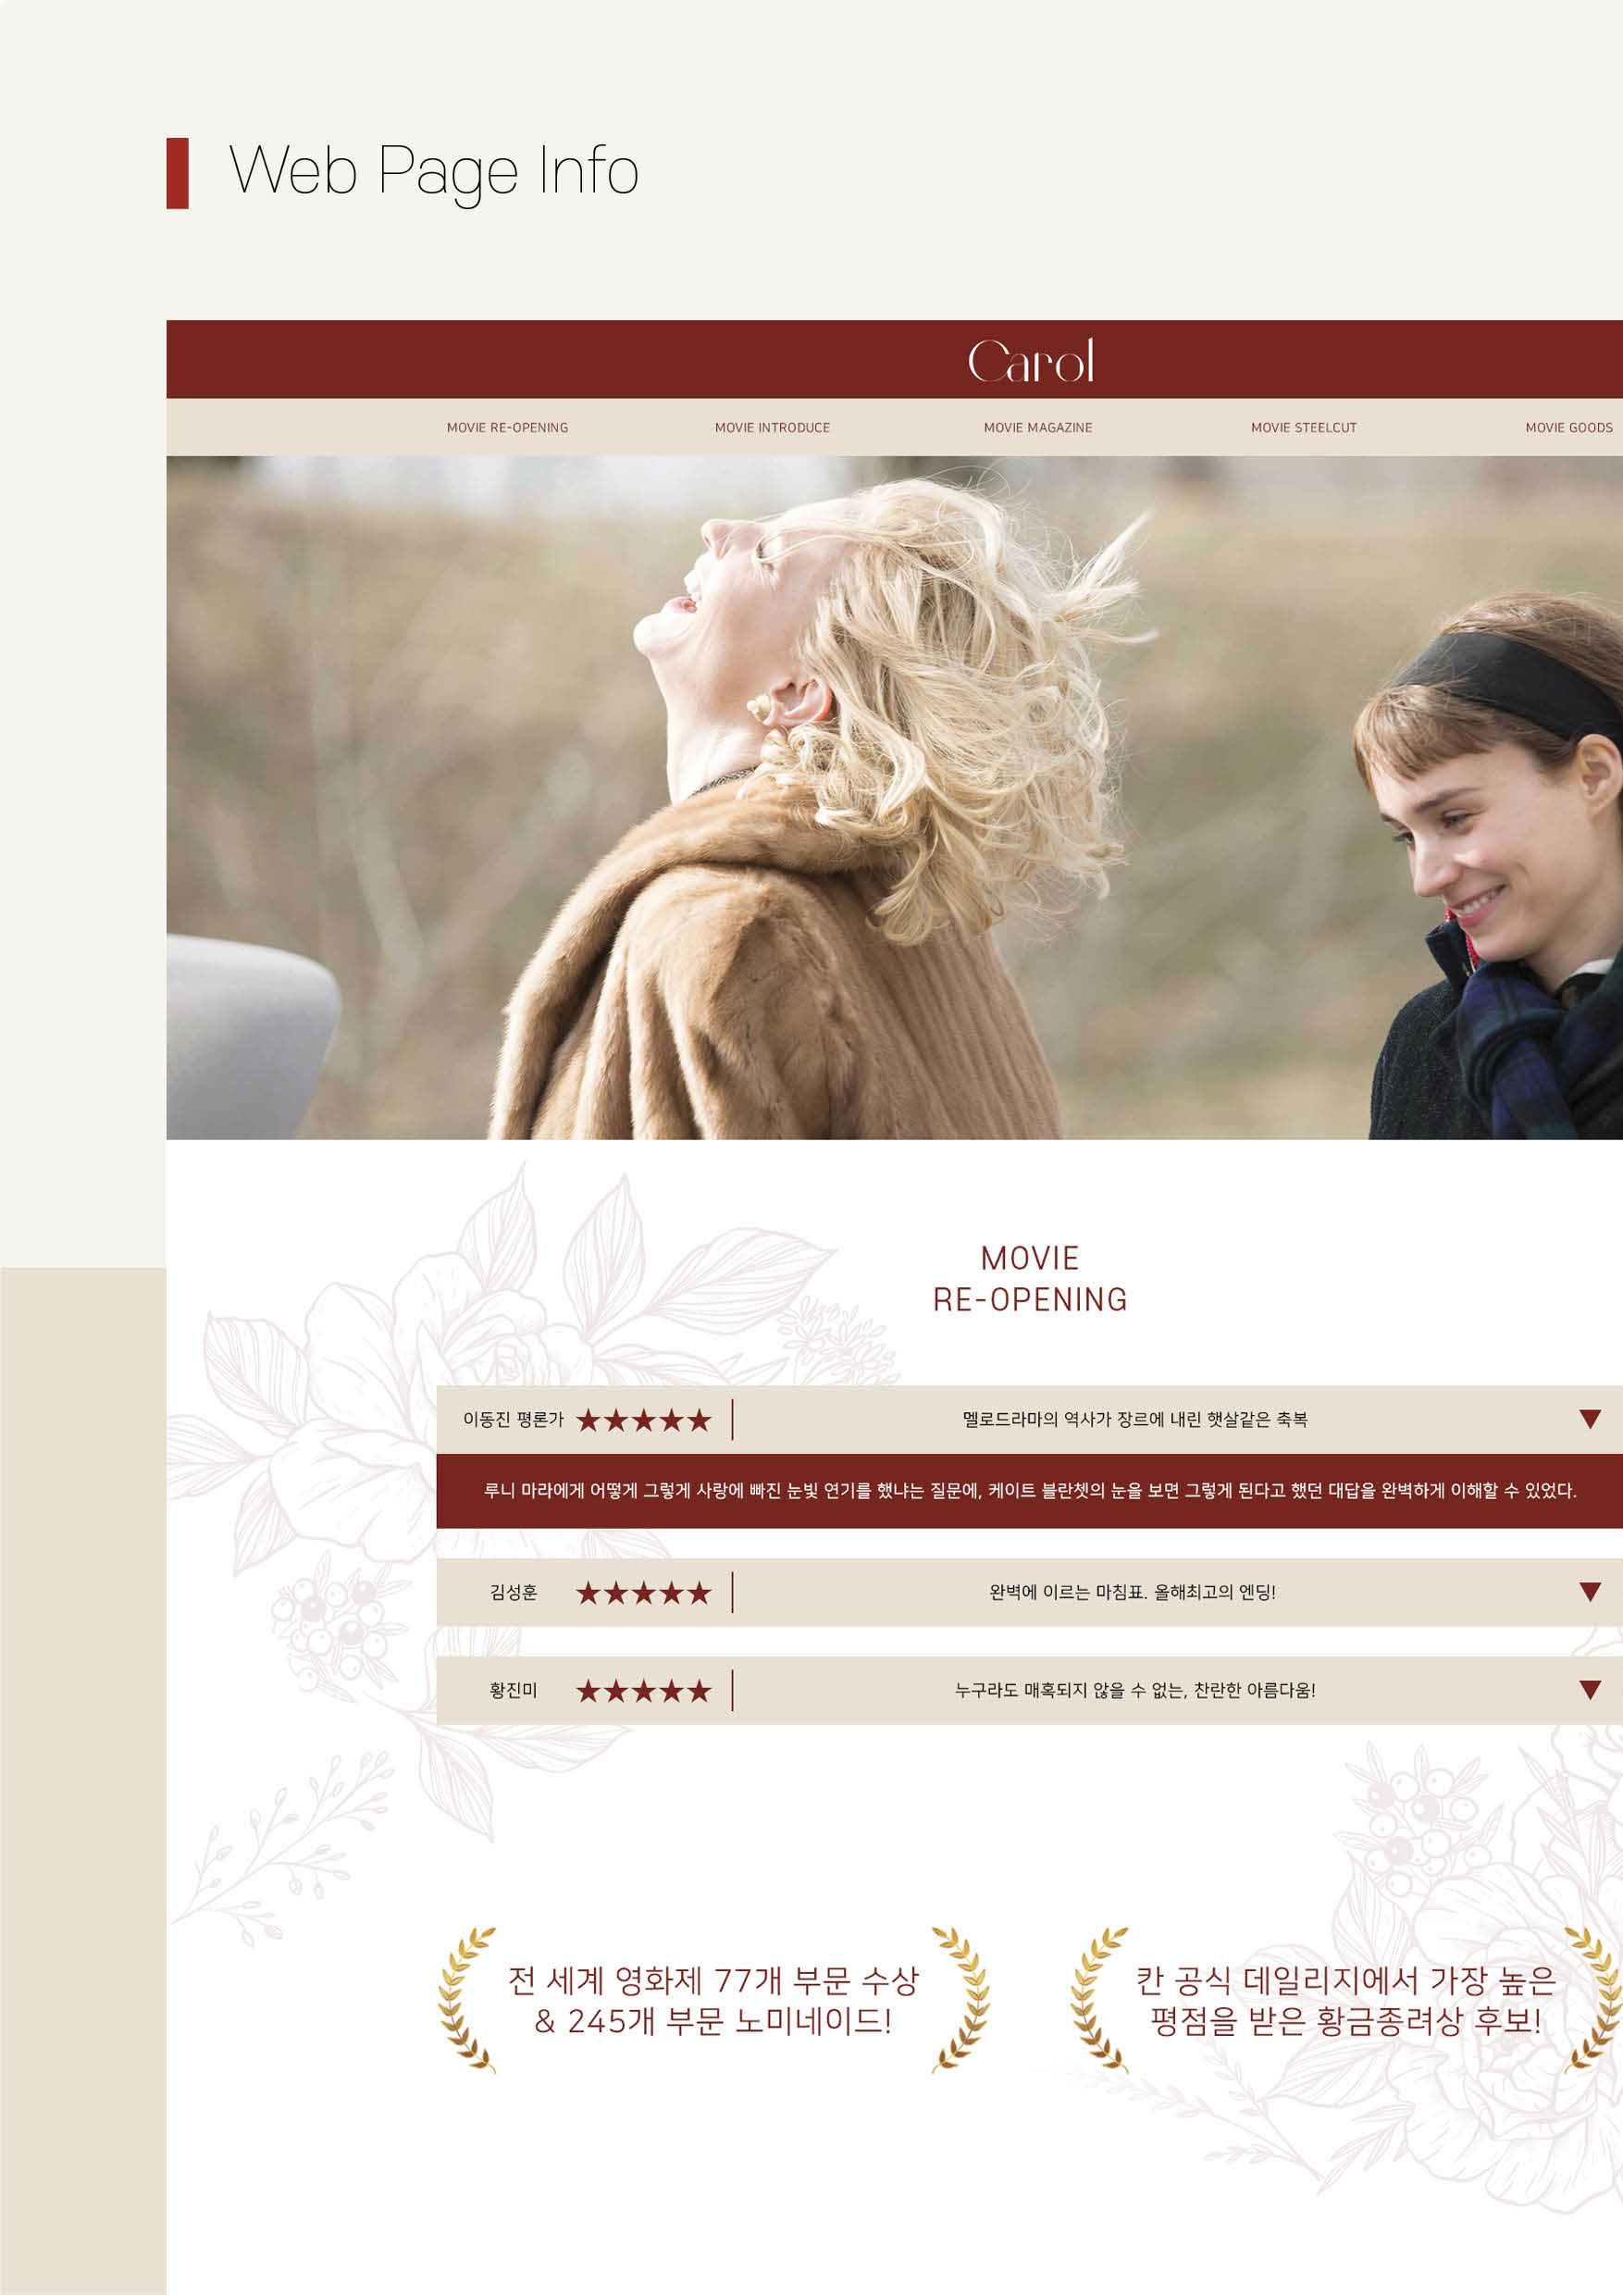 Web Page Info
Carol
MOVIE RE-OPENING MOVIE INTRODUCE MOVIE MAGAZINE MOVIE STEELCUT MOVIE GOODS
MOVIE
RE-OPENING
이동진 평론가 ★★★★★ 멜로드라마의 역사가 장르에 내린 햇살같은 축복 ▼
루니 마라에게 어떻게 그렇게 사랑에 빠진 눈빛 연기를 했냐는 질문에, 케이트 블란쳇의 눈을 보면 그렇게 된다고 했던 대답을 완벽하게 이해할 수 있었다.
김성훈 ★★★★★ 완벽에 이르는 마침표. 올해최고의 엔딩! ▼
황진미 ★★★★★ 누구라도 매혹되지 않을 수 없는, 찬란한 아름다움! ▼
전 세계 영화제 77개 부문 수상
& 245개 부문 노미네이드!
칸 공식 데일리지에서 가장 높은
평점을 받은 황금종려상 후보!